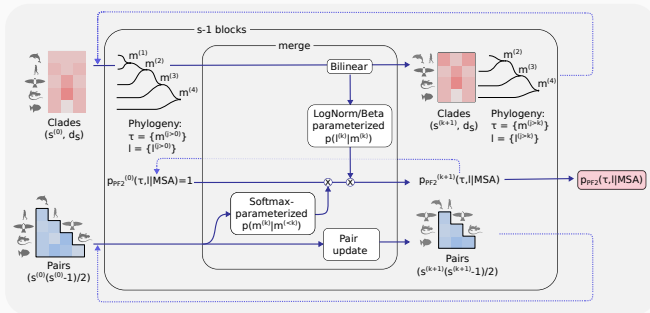 s-1 blocks
merge
m(1)
m(2)
m(3)
m(4)
Bilinear
m(2)
m(3)
m(4)
Clades
(s(0), ds)
Phylogeny:
τ = {m(j>0)}
l = {l(j>0)}
LogNorm/Beta
parameterized
p(l(k)|m(k))
Clades
(s(k+1), ds)
Phylogeny:
τ = {m(j>k)}
l = {l(j>k)}
pPF2(0)(τ,l|MSA)=1
x
x
pPF2(k+1)(τ,l|MSA)
pPF2(τ,l|MSA)
Softmax-
parameterized
p(m(k)|m(<k))
Pair
update
Pairs
(s(0)(s(0)-1)/2)
Pairs
(s(k+1)(s(k+1)-1)/2)